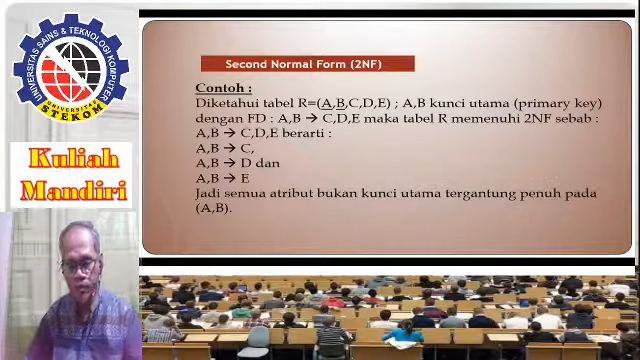 UNIVERSITAS SAINS & TEKNOLOGI KOMPUTER
UNIVERSITAS
STEKOM
Kuliah
Mandiri
Second Normal Form (2NF)
Contoh :
Diketahui tabel R=(A,B,C,D,E) ; A,B kunci utama (primary key)
dengan FD : A,B → C,D,E maka tabel R memenuhi 2NF sebab :
A,B → C,D,E berarti :
A,B → C,
A,B → D dan
A,B → E
Jadi semua atribut bukan kunci utama tergantung penuh pada
(A,B).